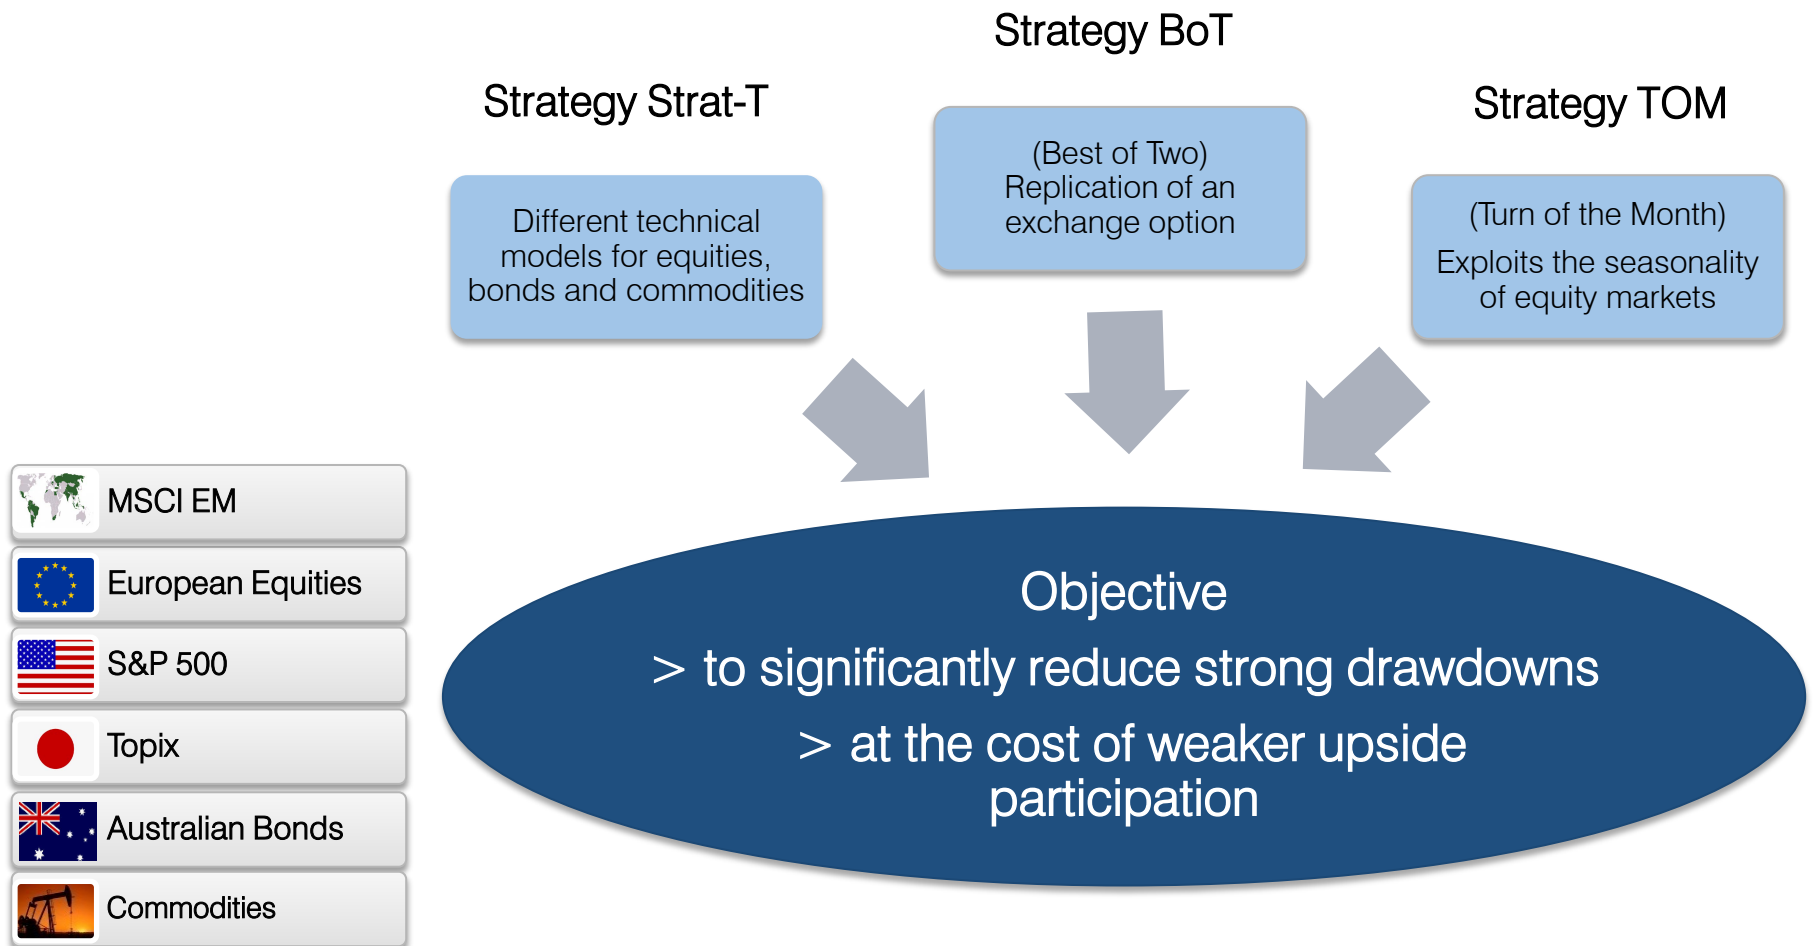 Strategy BoT
Strategy Strat-T
Strategy TOM
(Best of Two)
Replication of an
exchange option
Different technical
models for equities,
bonds and commodities
(Turn of the Month)
Exploits the seasonality
of equity markets
MSCI EM
European Equities
S&P 500
Topix
Australian Bonds
Commodities
Objective
> to significantly reduce strong drawdowns
> at the cost of weaker upside
participation